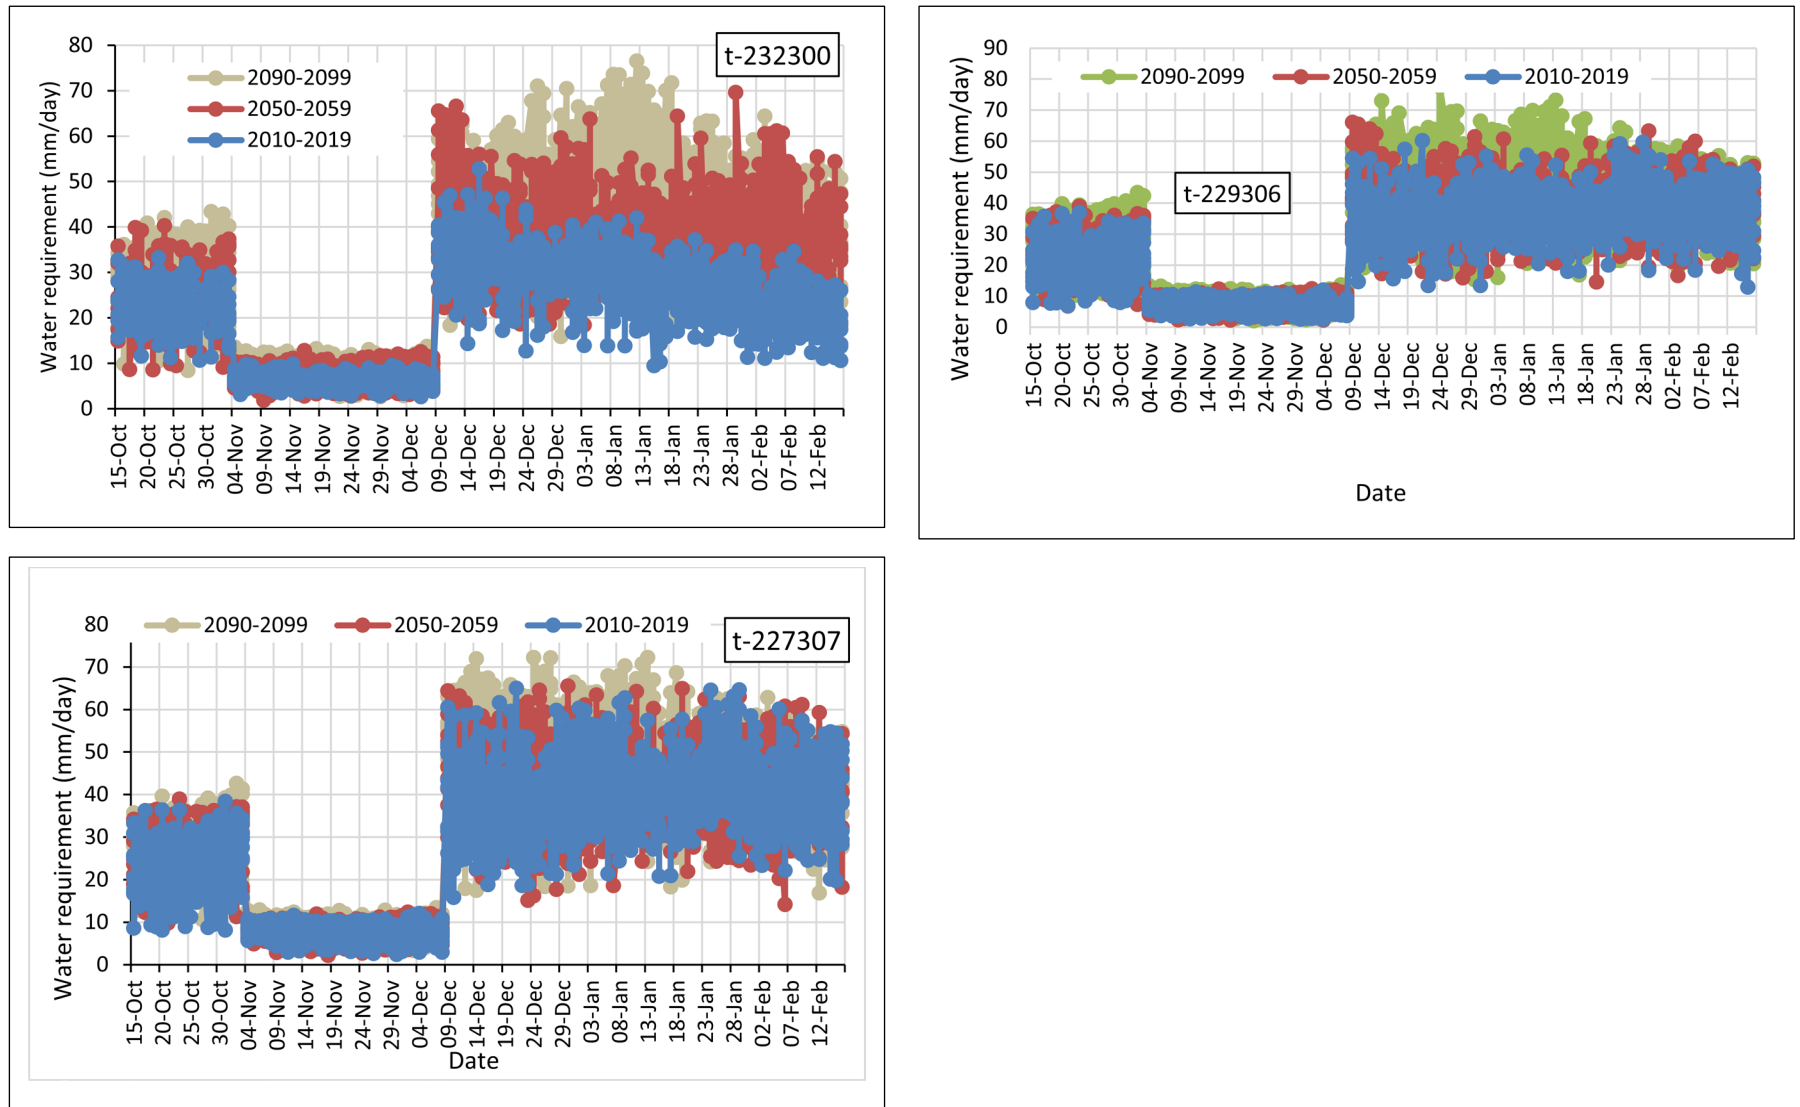 t-232300
2090-2099
2050-2059
2010-2019
Water requirement (mm/day)
80
70
60
50
40
30
20
10
0
15-Oct
20-Oct
25-Oct
30-Oct
04-Nov
09-Nov
14-Nov
19-Nov
24-Nov
29-Nov
04-Dec
09-Dec
14-Dec
19-Dec
24-Dec
29-Dec
03-Jan
08-Jan
13-Jan
18-Jan
23-Jan
28-Jan
02-Feb
07-Feb
12-Feb
2090-2099 2050-2059 2010-2019
t-229306
Water requirement (mm/day)
90
80
70
60
50
40
30
20
10
0
15-Oct
20-Oct
25-Oct
30-Oct
04-Nov
09-Nov
14-Nov
19-Nov
24-Nov
29-Nov
04-Dec
09-Dec
14-Dec
19-Dec
24-Dec
29-Dec
03-Jan
08-Jan
13-Jan
18-Jan
23-Jan
28-Jan
02-Feb
07-Feb
12-Feb
Date
2090-2099 2050-2059 2010-2019
t-227307
Water requirement (mm/day)
80
70
60
50
40
30
20
10
0
15-Oct
20-Oct
25-Oct
30-Oct
04-Nov
09-Nov
14-Nov
19-Nov
24-Nov
29-Nov
04-Dec
09-Dec
14-Dec
19-Dec
24-Dec
29-Dec
03-Jan
08-Jan
13-Jan
18-Jan
23-Jan
28-Jan
02-Feb
07-Feb
12-Feb
Date